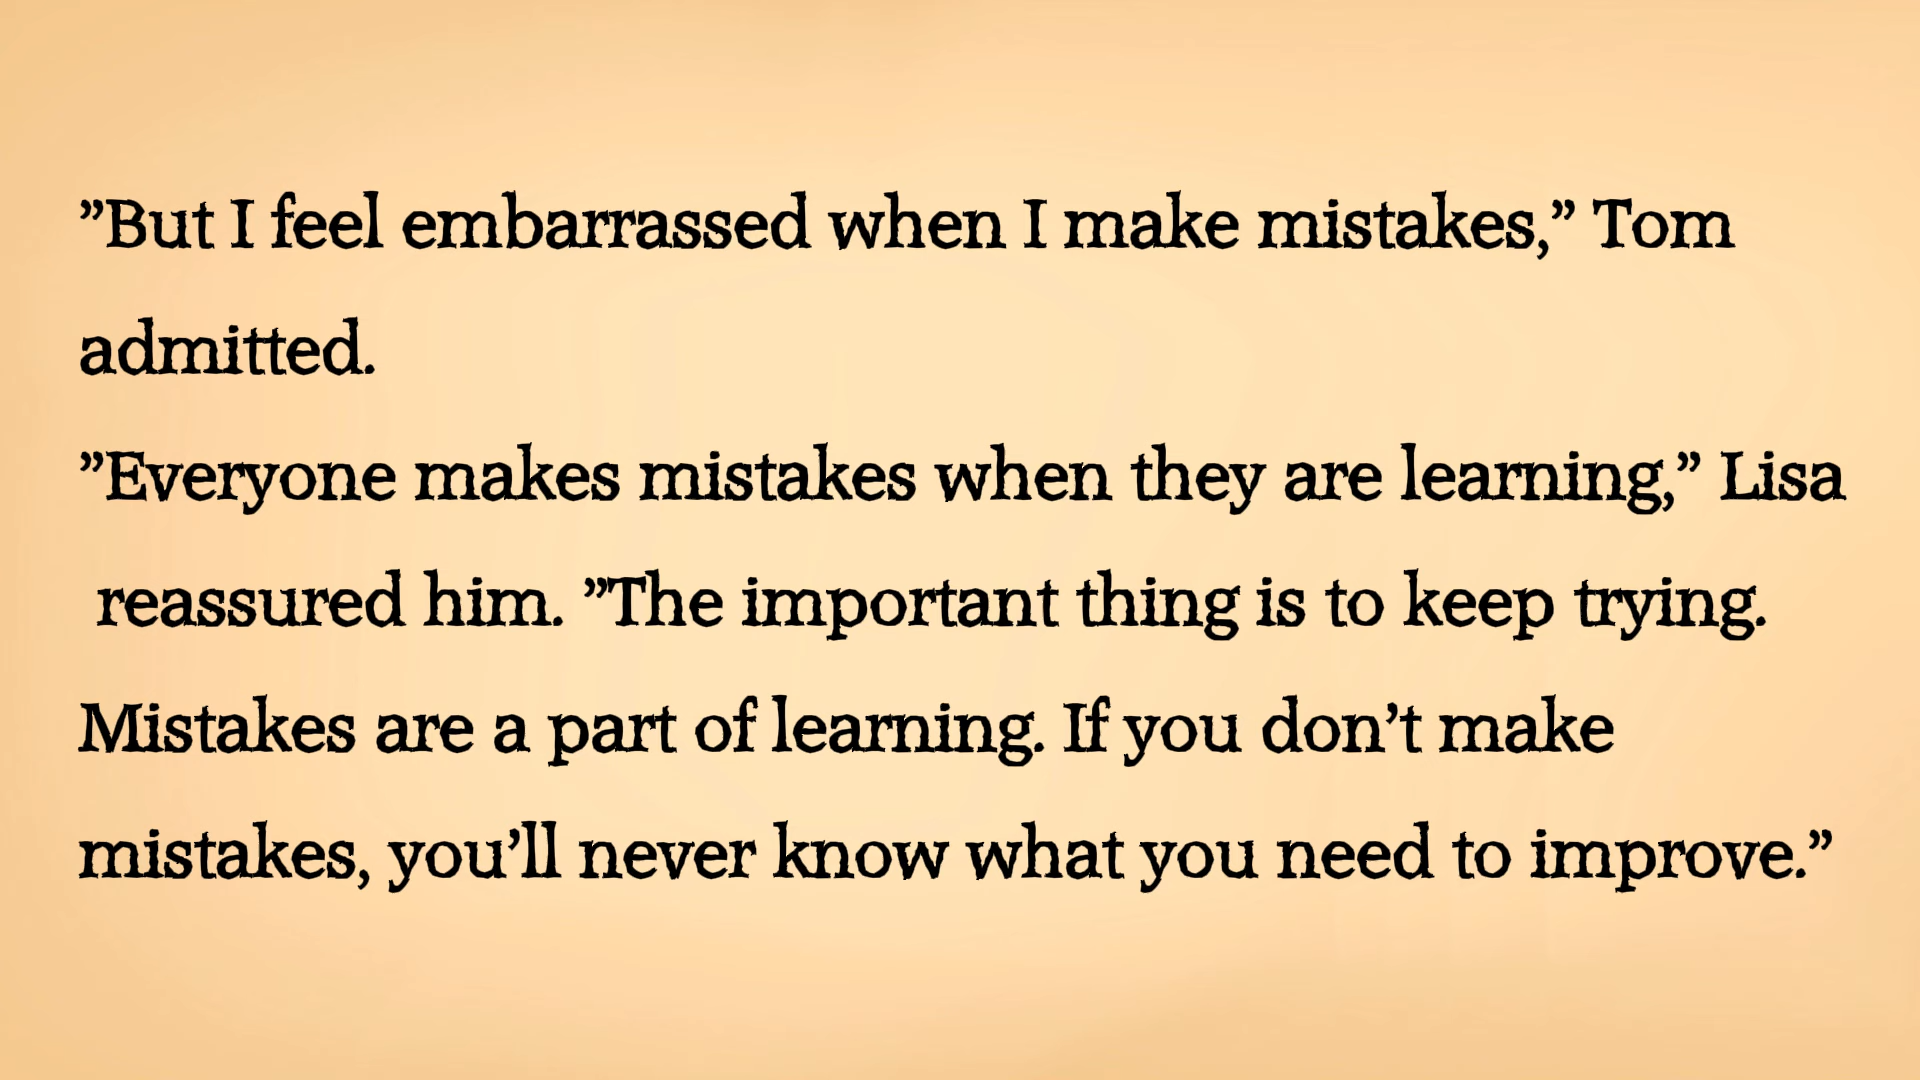 ”But I feel embarrassed when I make mistakes,” Tom
admitted.
”Everyone makes mistakes when they are learning,” Lisa
reassured him. ”The important thing is to keep trying.
Mistakes are a part of learning. If you don’t make
mistakes, you’ll never know what you need to improve.”